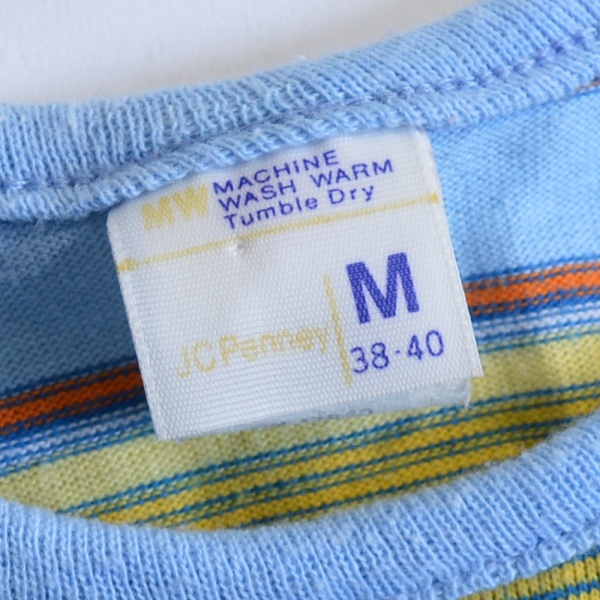 MW MACHINE
WASH WARM
Tumble Dry
JCPenney
M
38-40